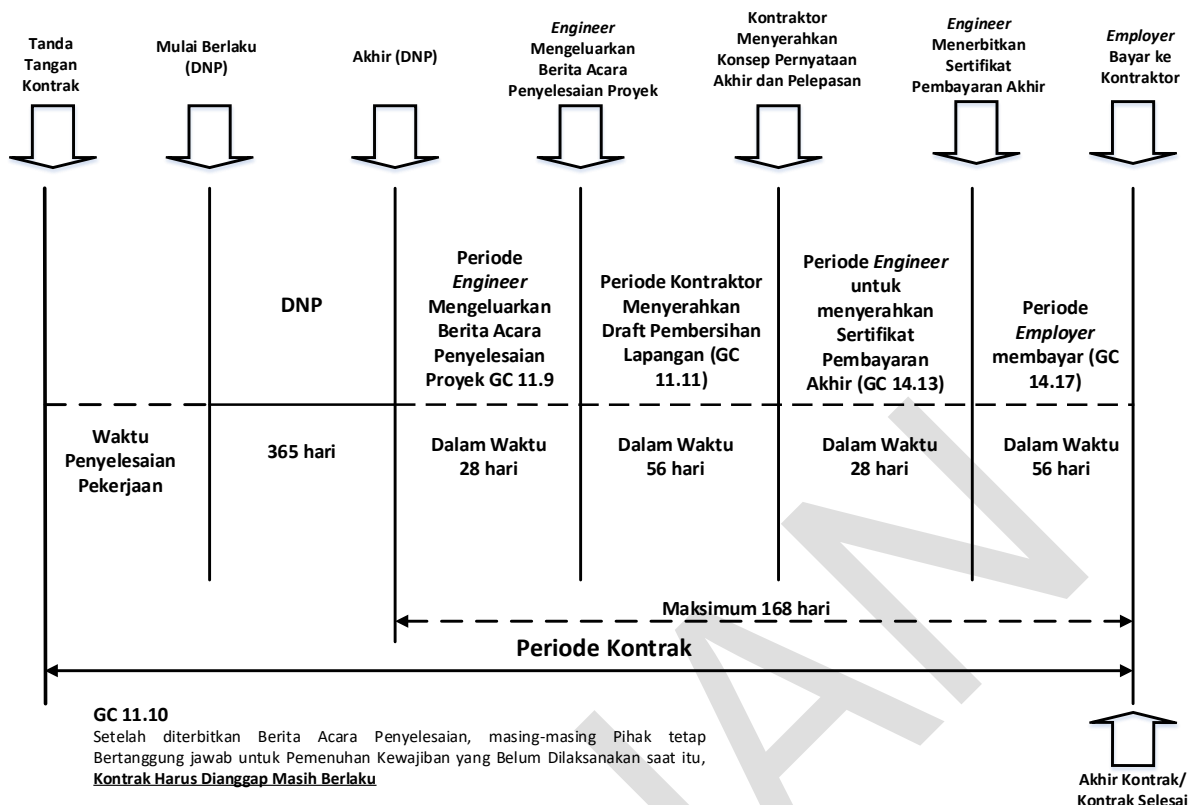 Tanda
Tangan
Kontrak
Mulai Berlaku
(DNP)
Akhir (DNP)
Engineer
Mengeluarkan
Berita Acara
Penyelesaian Proyek
Kontraktor
Menyerahkan
Konsep Pernyataan
Akhir dan Pelepasan
Engineer
Menerbitkan
Sertifikat
Pembayaran Akhir
Employer
Bayar ke
Kontraktor
DNP
Periode
Engineer
Mengeluarkan
Berita Acara
Penyelesaian
Proyek GC 11.9
Periode Kontraktor
Menyerahkan
Draft Pembersihan
Lapangan (GC
11.11)
Periode Engineer
untuk
menyerahkan
Sertifikat
Pembayaran
Akhir (GC 14.13)
Periode
Employer
membayar (GC
14.17)
Waktu
Penyelesaian
Pekerjaan
365 hari
Dalam Waktu
28 hari
Dalam Waktu
56 hari
Dalam Waktu
28 hari
Dalam Waktu
56 hari
Maksimum 168 hari
Periode Kontrak
GC 11.10
Setelah diterbitkan Berita Acara Penyelesaian, masing-masing Pihak tetap
Bertanggung jawab untuk Pemenuhan Kewajiban yang Belum Dilaksanakan saat itu,
Kontrak Harus Dianggap Masih Berlaku
Akhir Kontrak/
Kontrak Selesai